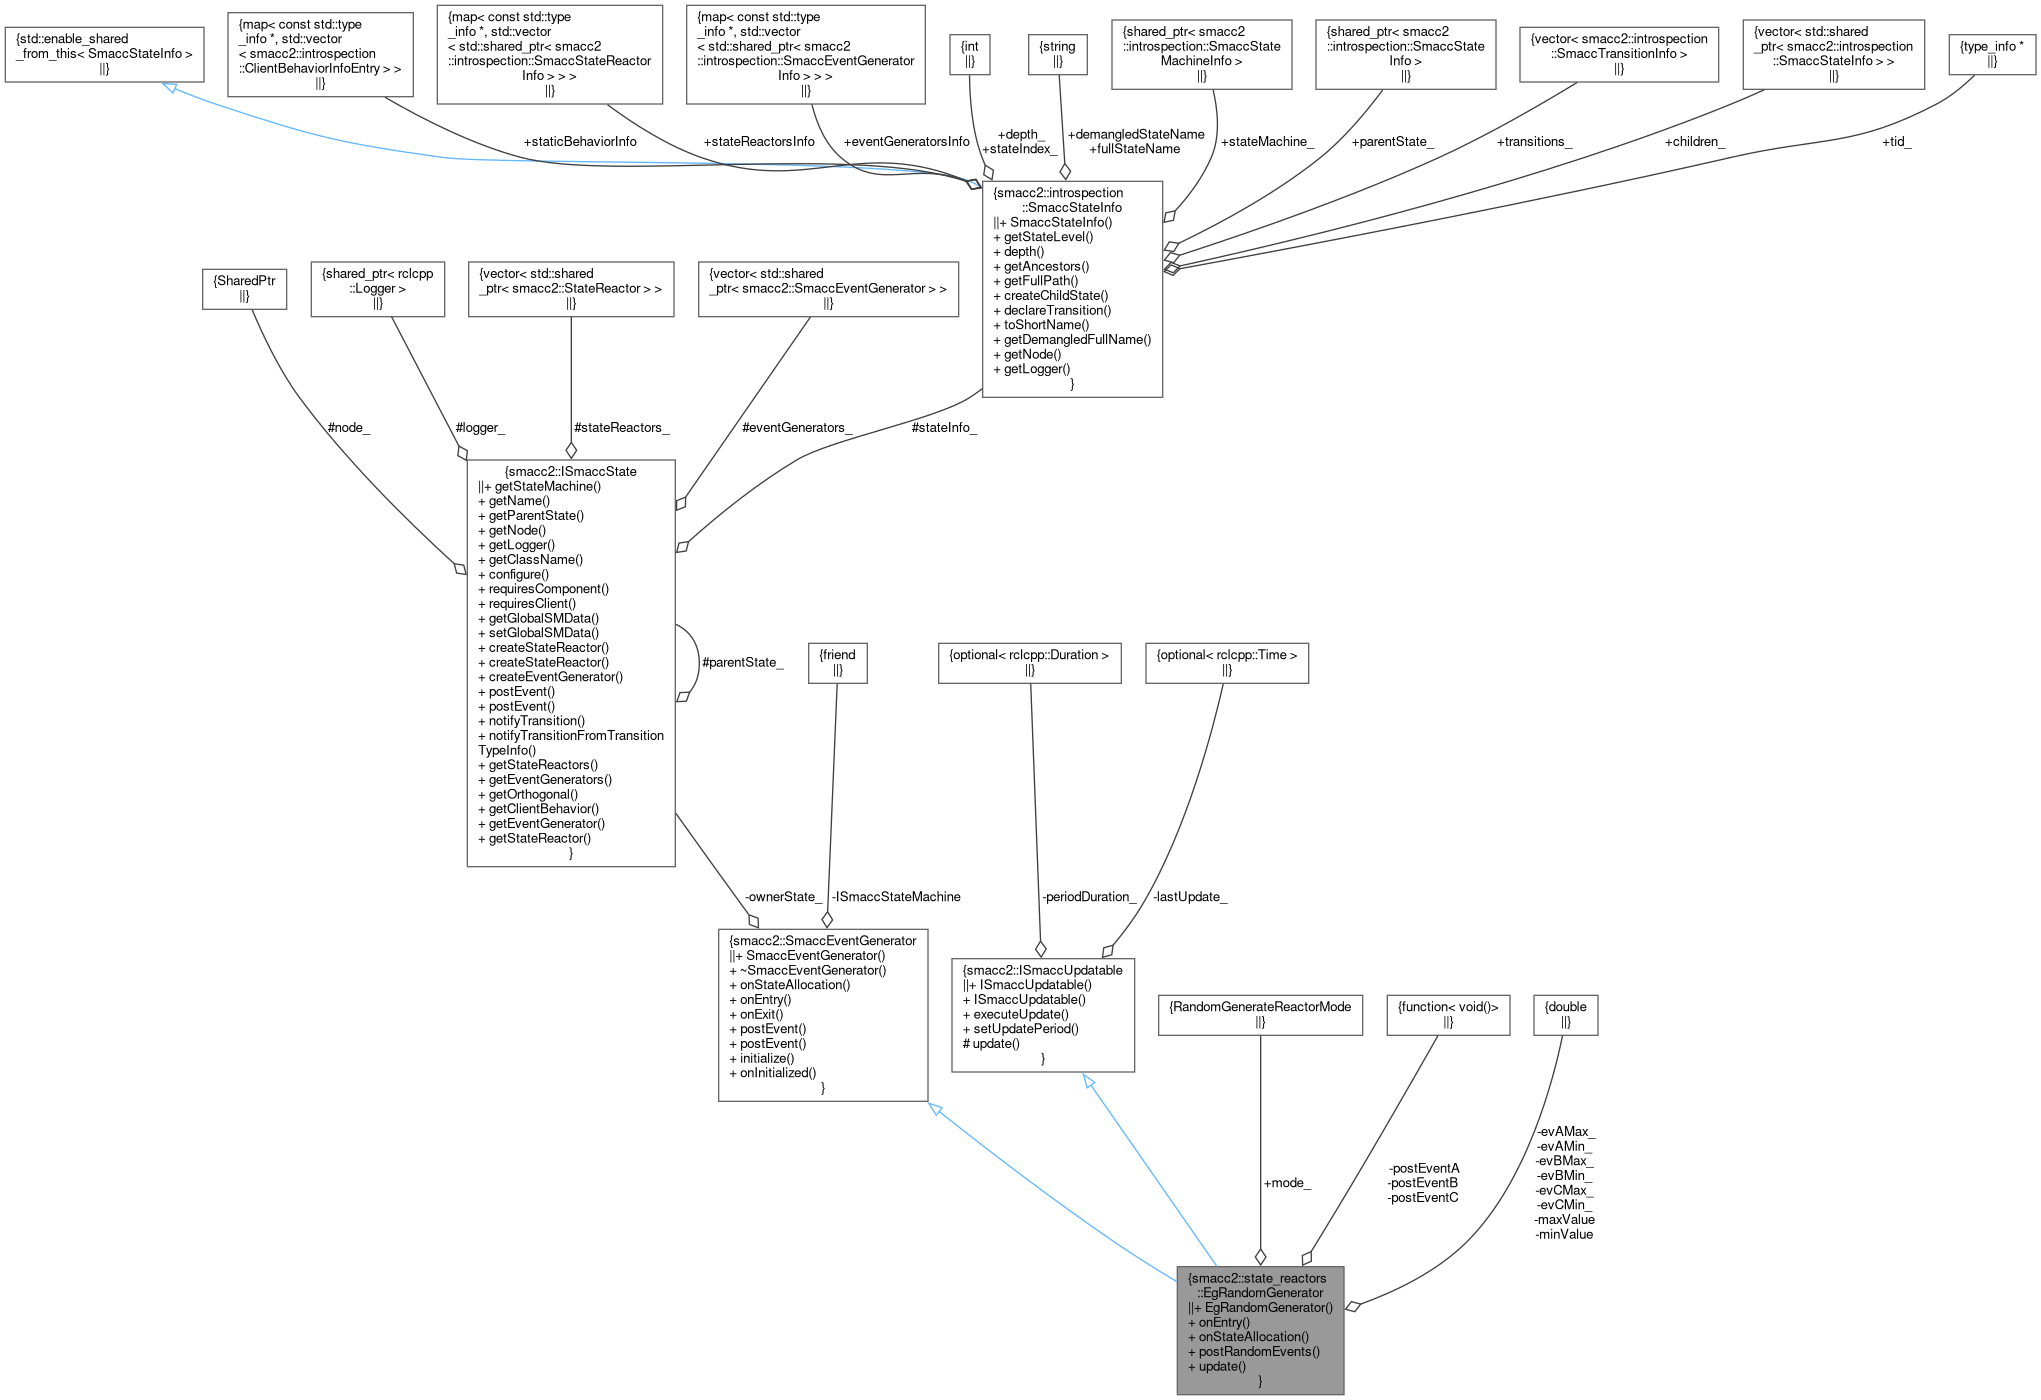 {std::enable_shared
_from_this< SmaccStateInfo >
||}
{map< const std::type
_info *, std::vector
< smacc2::introspection
::ClientBehaviorInfoEntry > >
||}
{map< const std::type
_info *, std::vector
< std::shared_ptr< smacc2
::introspection::SmaccStateReactor
Info > > >
||}
{map< const std::type
_info *, std::vector
< std::shared_ptr< smacc2
::introspection::SmaccEventGenerator
Info > > >
||}
{int
||}
{string
||}
{shared_ptr< smacc2
::introspection::SmaccState
MachineInfo >
||}
{shared_ptr< smacc2
::introspection::SmaccState
Info >
||}
{vector< smacc2::introspection
::SmaccTransitionInfo >
||}
{vector< std::shared
_ptr< smacc2::introspection
::SmaccStateInfo > >
||}
{type_info *
||}
+staticBehaviorInfo
+stateReactorsInfo
+eventGeneratorsInfo
+depth_
+stateIndex_
+demangledStateName
+fullStateName
+stateMachine_
+parentState_
+transitions_
+children_
+tid_
{smacc2::introspection
::SmaccStateInfo
||+ SmaccStateInfo()
+ getStateLevel()
+ depth()
+ getAncestors()
+ getFullPath()
+ createChildState()
+ declareTransition()
+ toShortName()
+ getDemangledFullName()
+ getNode()
+ getLogger()
}
{SharedPtr
||}
{shared_ptr< rclcpp
::Logger >
||}
{vector< std::shared
_ptr< smacc2::StateReactor > >
||}
{vector< std::shared
_ptr< smacc2::SmaccEventGenerator > >
||}
#node_
#logger_
#stateReactors_
#eventGenerators_
#stateInfo_
{smacc2::ISmaccState
||+ getStateMachine()
+ getName()
+ getParentState()
+ getNode()
+ getLogger()
+ getClassName()
+ configure()
+ requiresComponent()
+ requiresClient()
+ getGlobalSMData()
+ setGlobalSMData()
+ createStateReactor()
+ createStateReactor()
+ createEventGenerator()
+ postEvent()
+ postEvent()
+ notifyTransition()
+ notifyTransitionFromTransition
TypeInfo()
+ getStateReactors()
+ getEventGenerators()
+ getOrthogonal()
+ getClientBehavior()
+ getEventGenerator()
+ getStateReactor()
}
#parentState_
{friend
||}
{optional< rclcpp::Duration >
||}
{optional< rclcpp::Time >
||}
-ownerState_
-ISmaccStateMachine
-periodDuration_
-lastUpdate_
{smacc2::SmaccEventGenerator
||+ SmaccEventGenerator()
+ ~SmaccEventGenerator()
+ onStateAllocation()
+ onEntry()
+ onExit()
+ postEvent()
+ postEvent()
+ initialize()
+ onInitialized()
}
{smacc2::ISmaccUpdatable
||+ ISmaccUpdatable()
+ ISmaccUpdatable()
+ executeUpdate()
+ setUpdatePeriod()
# update()
}
{RandomGenerateReactorMode
||}
{function< void()>
||}
{double
||}
+mode_
-postEventA
-postEventB
-postEventC
-evAMax_
-evAMin_
-evBMax_
-evBMin_
-evCMax_
-evCMin_
-maxValue
-minValue
{smacc2::state_reactors
::EgRandomGenerator
||+ EgRandomGenerator()
+ onEntry()
+ onStateAllocation()
+ postRandomEvents()
+ update()
}